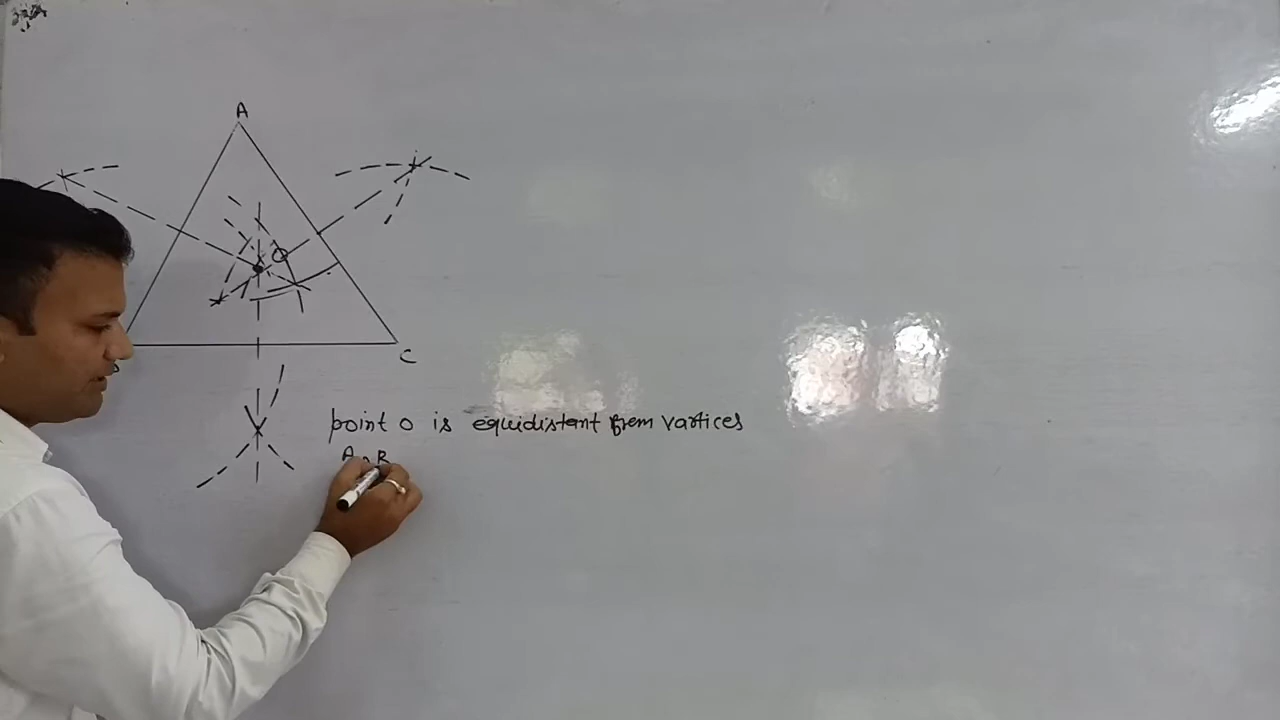 A
O
C
point O is equidistant from vartices
A, B